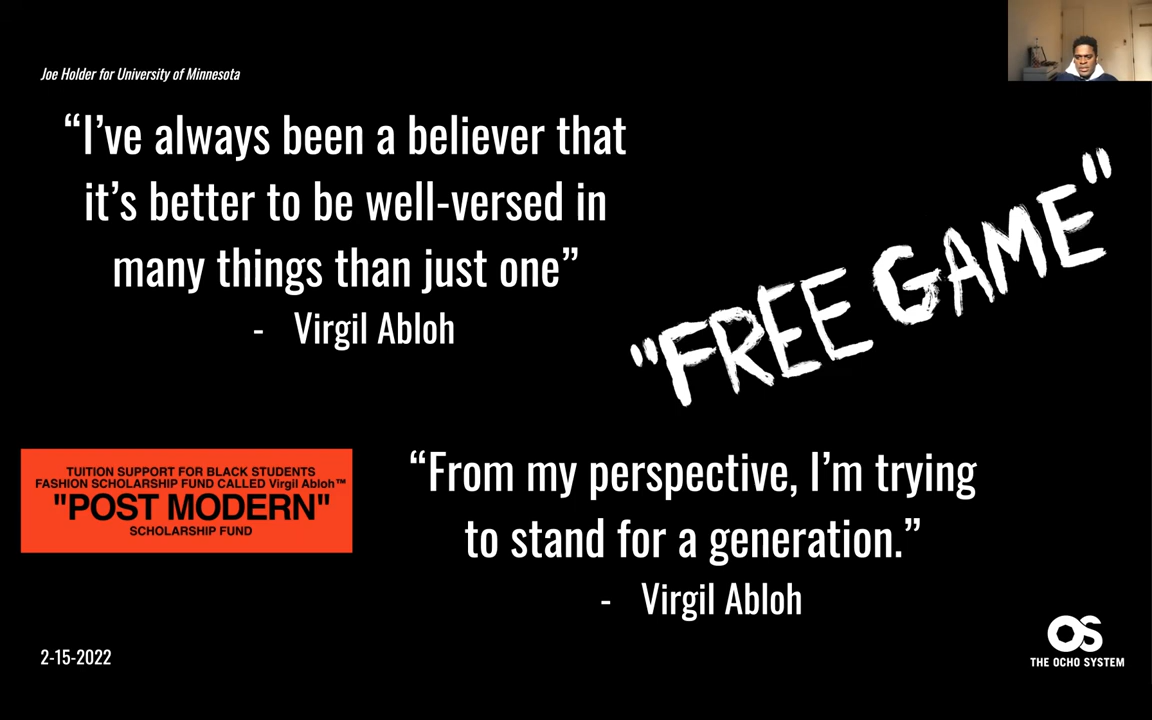 Joe Holder for University of Minnesota
“I’ve always been a believer that
it’s better to be well-versed in
many things than just one”
- Virgil Abloh
"FREE GAME"
TUITION SUPPORT FOR BLACK STUDENTS
FASHION SCHOLARSHIP FUND CALLED Virgil Abloh™
"POST MODERN"
SCHOLARSHIP FUND
“From my perspective, I’m trying
to stand for a generation.”
- Virgil Abloh
2-15-2022
OS
THE OCHO SYSTEM